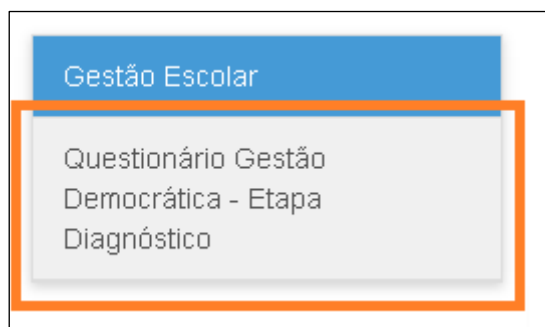 Gestão Escolar
Questionário Gestão
Democrática - Etapa
Diagnóstico